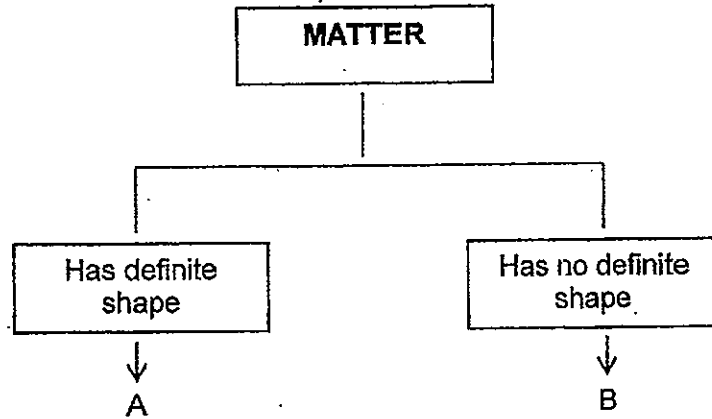 MATTER
Has definite
shape
Has no definite
shape
A
B